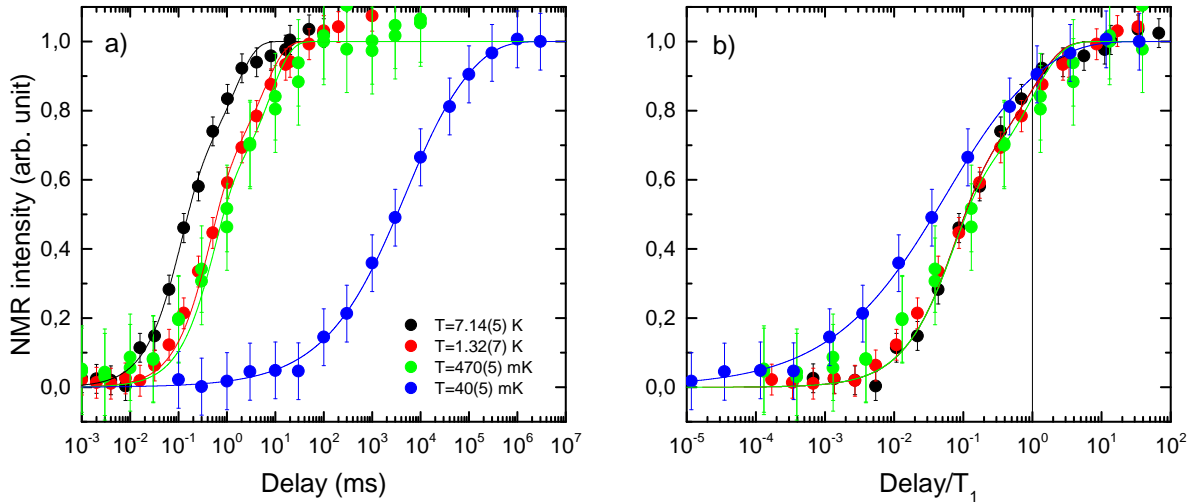 a)
NMR intensity (arb. unit)
1,0
0,8
0,6
0,4
0,2
0,0
T=7.14(5) K
T=1.32(7) K
T=470(5) mK
T=40(5) mK
10⁻³ 10⁻² 10⁻¹ 10⁰ 10¹ 10² 10³ 10⁴ 10⁵ 10⁶ 10⁷
Delay (ms)
b)
1,0
0,8
0,6
0,4
0,2
0,0
10⁻⁵ 10⁻⁴ 10⁻³ 10⁻² 10⁻¹ 10⁰ 10¹ 10²
Delay/T₁